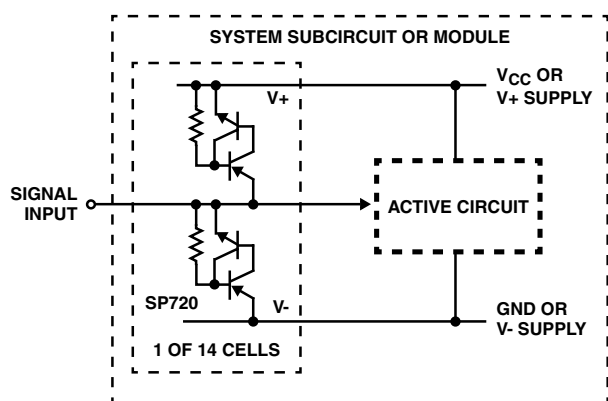 SYSTEM SUBCIRCUIT OR MODULE
V+
VCC OR
V+ SUPPLY
SIGNAL
INPUT
ACTIVE CIRCUIT
SP720
V-
GND OR
V- SUPPLY
1 OF 14 CELLS